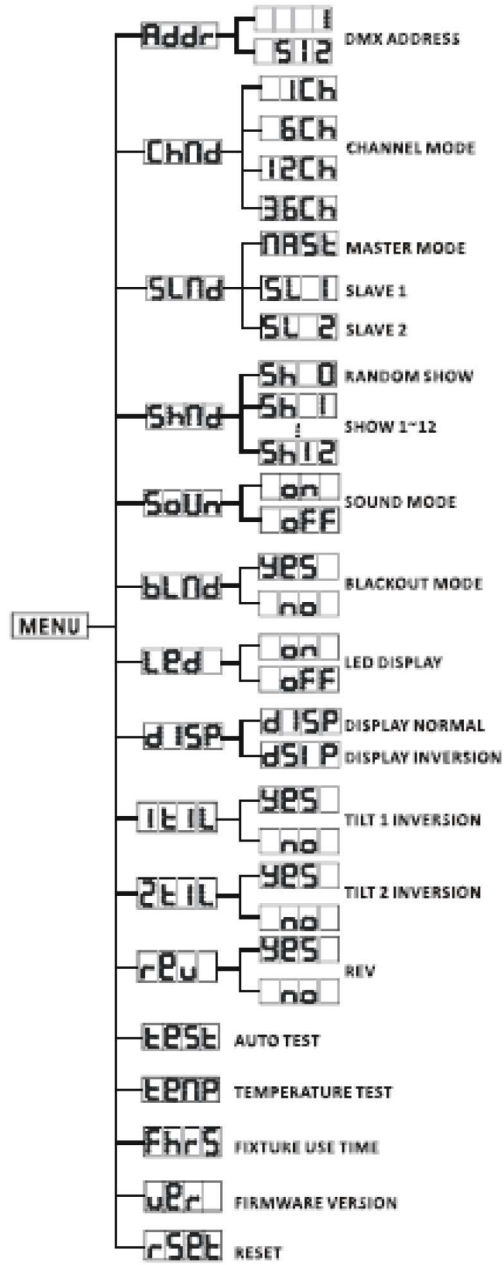 Addr
1
512
DMX ADDRESS
ChNd
1Ch
6Ch
12Ch
36Ch
CHANNEL MODE
SLNd
NASt
MASTER MODE
SL 1
SLAVE 1
SL 2
SLAVE 2
ShNd
Sh 0
RANDOM SHOW
Sh 1
Sh12
SHOW 1~12
SoUn
on
oFF
SOUND MODE
bLNd
yes
no
BLACKOUT MODE
MENU
Led
on
oFF
LED DISPLAY
dISP
dISP
DISPLAY NORMAL
dSIP
DISPLAY INVERSION
1tIL
yes
no
TILT 1 INVERSION
2tIL
yes
no
TILT 2 INVERSION
rev
yes
no
REV
test
AUTO TEST
teNP
TEMPERATURE TEST
FhrS
FIXTURE USE TIME
ver
FIRMWARE VERSION
rSet
RESET